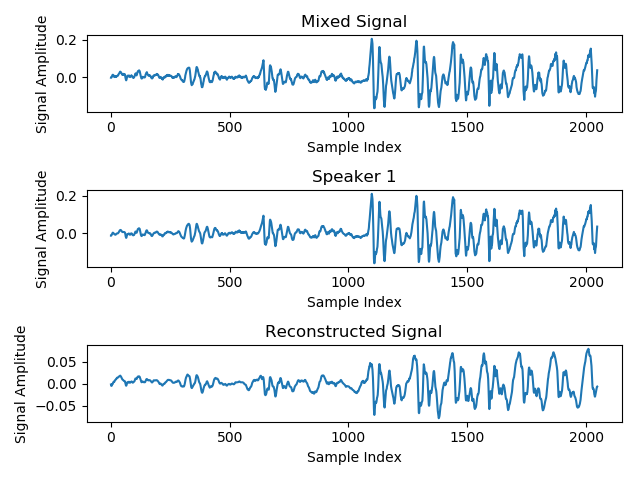 Mixed Signal
Signal Amplitude
0.2
0.0
0
500
1000
1500
2000
Sample Index
Speaker 1
Signal Amplitude
0.2
0.0
0
500
1000
1500
2000
Sample Index
Reconstructed Signal
Signal Amplitude
0.05
0.00
−0.05
0
500
1000
1500
2000
Sample Index